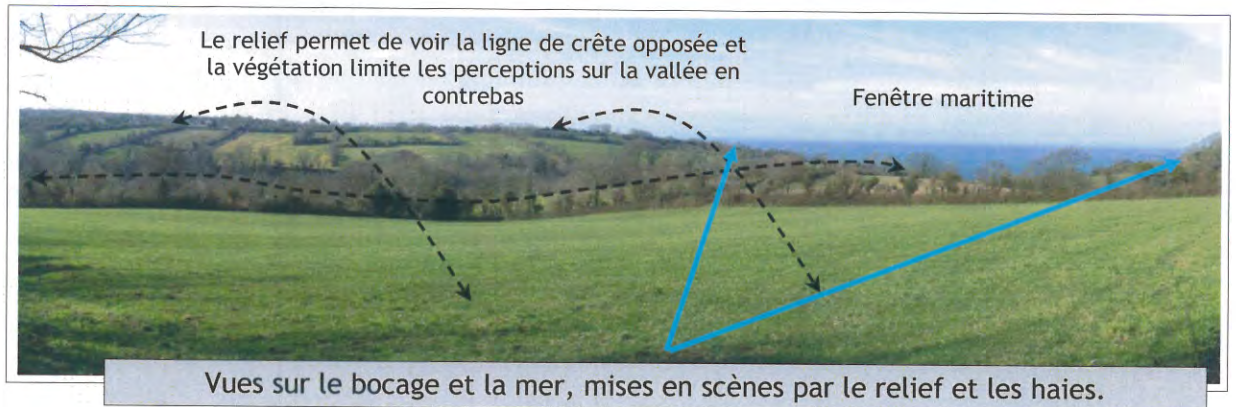 Le relief permet de voir la ligne de crête opposée et
la végétation limite les perceptions sur la vallée en
contrebas
Fenêtre maritime
Vues sur le bocage et la mer, mises en scènes par le relief et les haies.